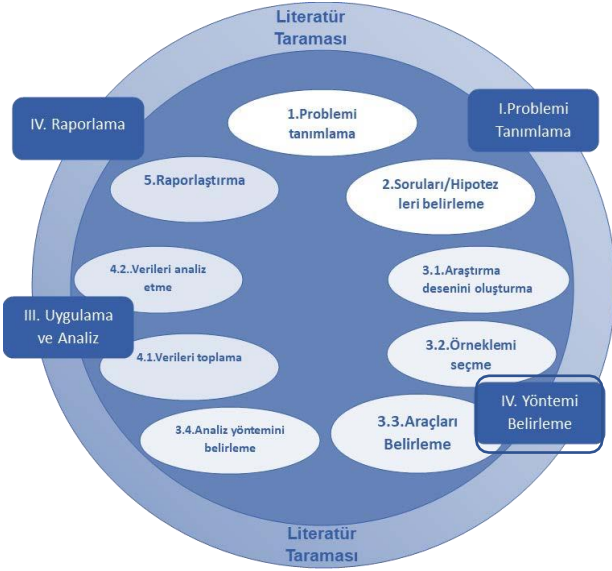 Literatür
Taraması
I.Problemi
Tanımlama
1.Problemi
tanımlama
2.Soruları/Hipotez
leri belirleme
3.1.Araştırma
desenini oluşturma
3.2.Örneklemi
seçme
IV. Yöntemi
Belirleme
3.3.Araçları
Belirleme
3.4.Analiz yöntemini
belirleme
4.1.Verileri toplama
III. Uygulama
ve Analiz
4.2..Verileri analiz
etme
5.Raporlaştırma
IV. Raporlama
Literatür
Taraması